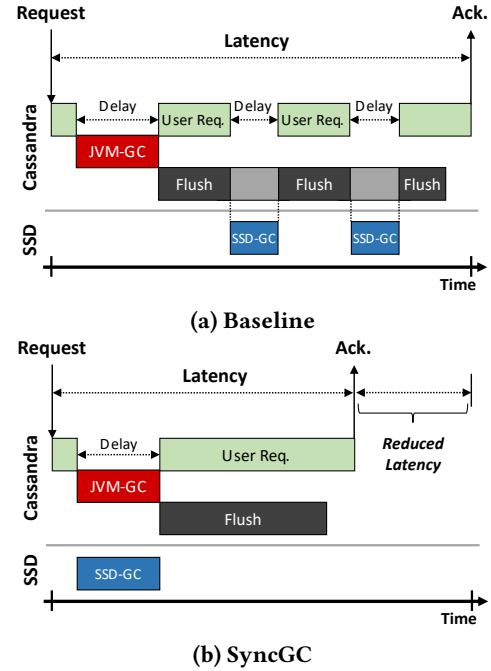 Request
Ack.
Latency
Delay
Delay
Delay
User Req.
User Req.
JVM-GC
Cassandra
Flush
Flush
Flush
SSD
SSD-GC
SSD-GC
Time
(a) Baseline
Request
Ack.
Latency
Delay
Reduced
Latency
User Req.
JVM-GC
Cassandra
Flush
SSD
SSD-GC
Time
(b) SyncGC